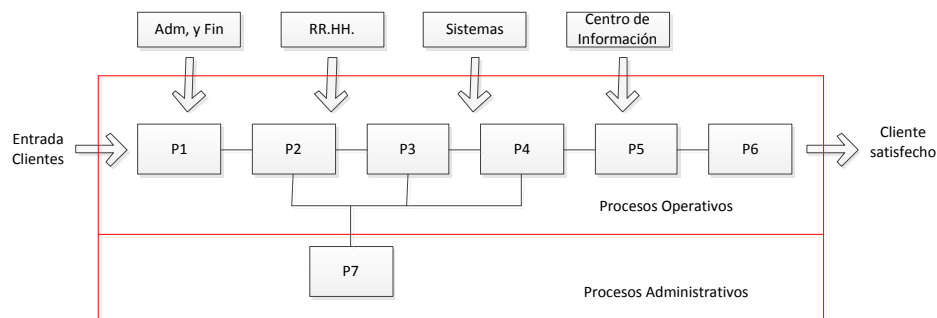 Adm, y Fin
RR.HH.
Sistemas
Centro de
Información
Entrada
Clientes
P1
P2
P3
P4
P5
P6
Cliente
satisfecho
Procesos Operativos
P7
Procesos Administrativos